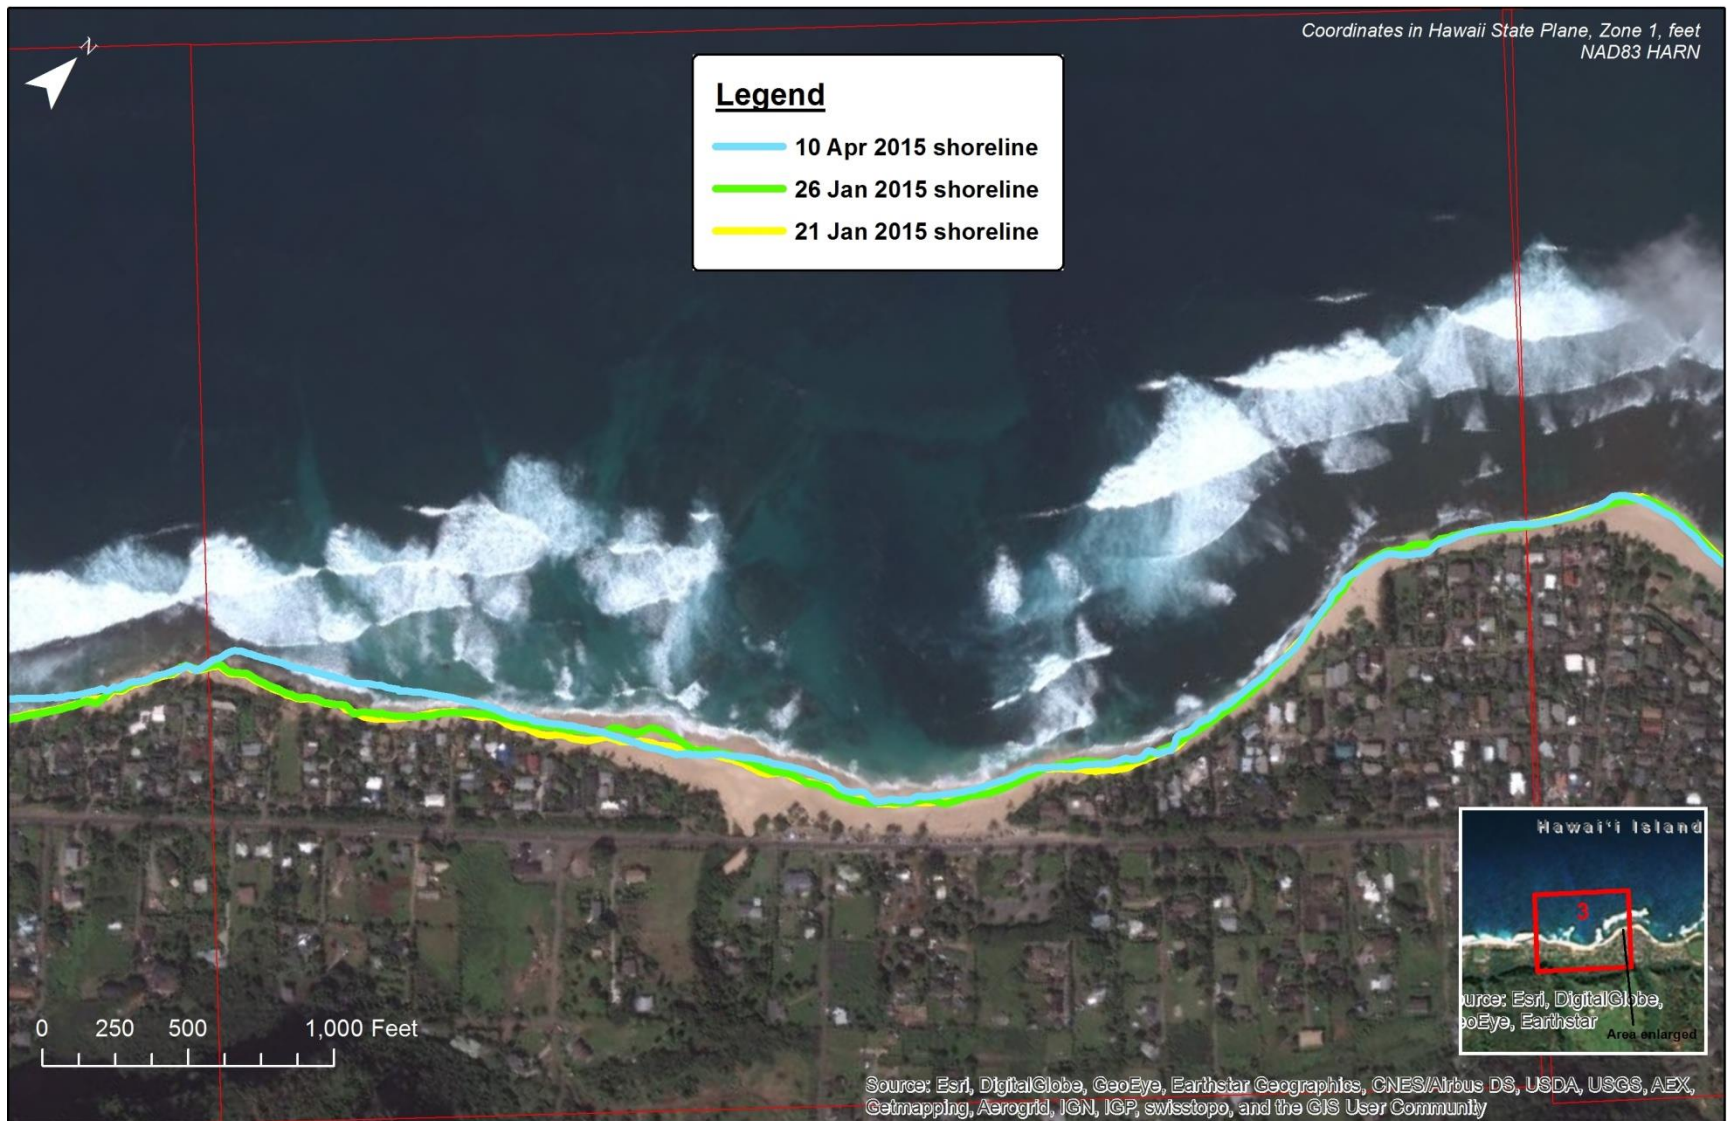 Coordinates in Hawaii State Plane, Zone 1, feet
NAD83 HARN
N
Legend
10 Apr 2015 shoreline
26 Jan 2015 shoreline
21 Jan 2015 shoreline
Hawai'i Island
3
ource: Esri, DigitalGlobe,
eoEye, Earthstar
Area enlarged
0 250 500 1,000 Feet
Source: Esri, DigitalGlobe, GeoEye, Earthstar Geographics, CNES/Airbus DS, USDA, USGS, AEX,
Getmapping, Aerogrid, IGN, IGP, swisstopo, and the GIS User Community